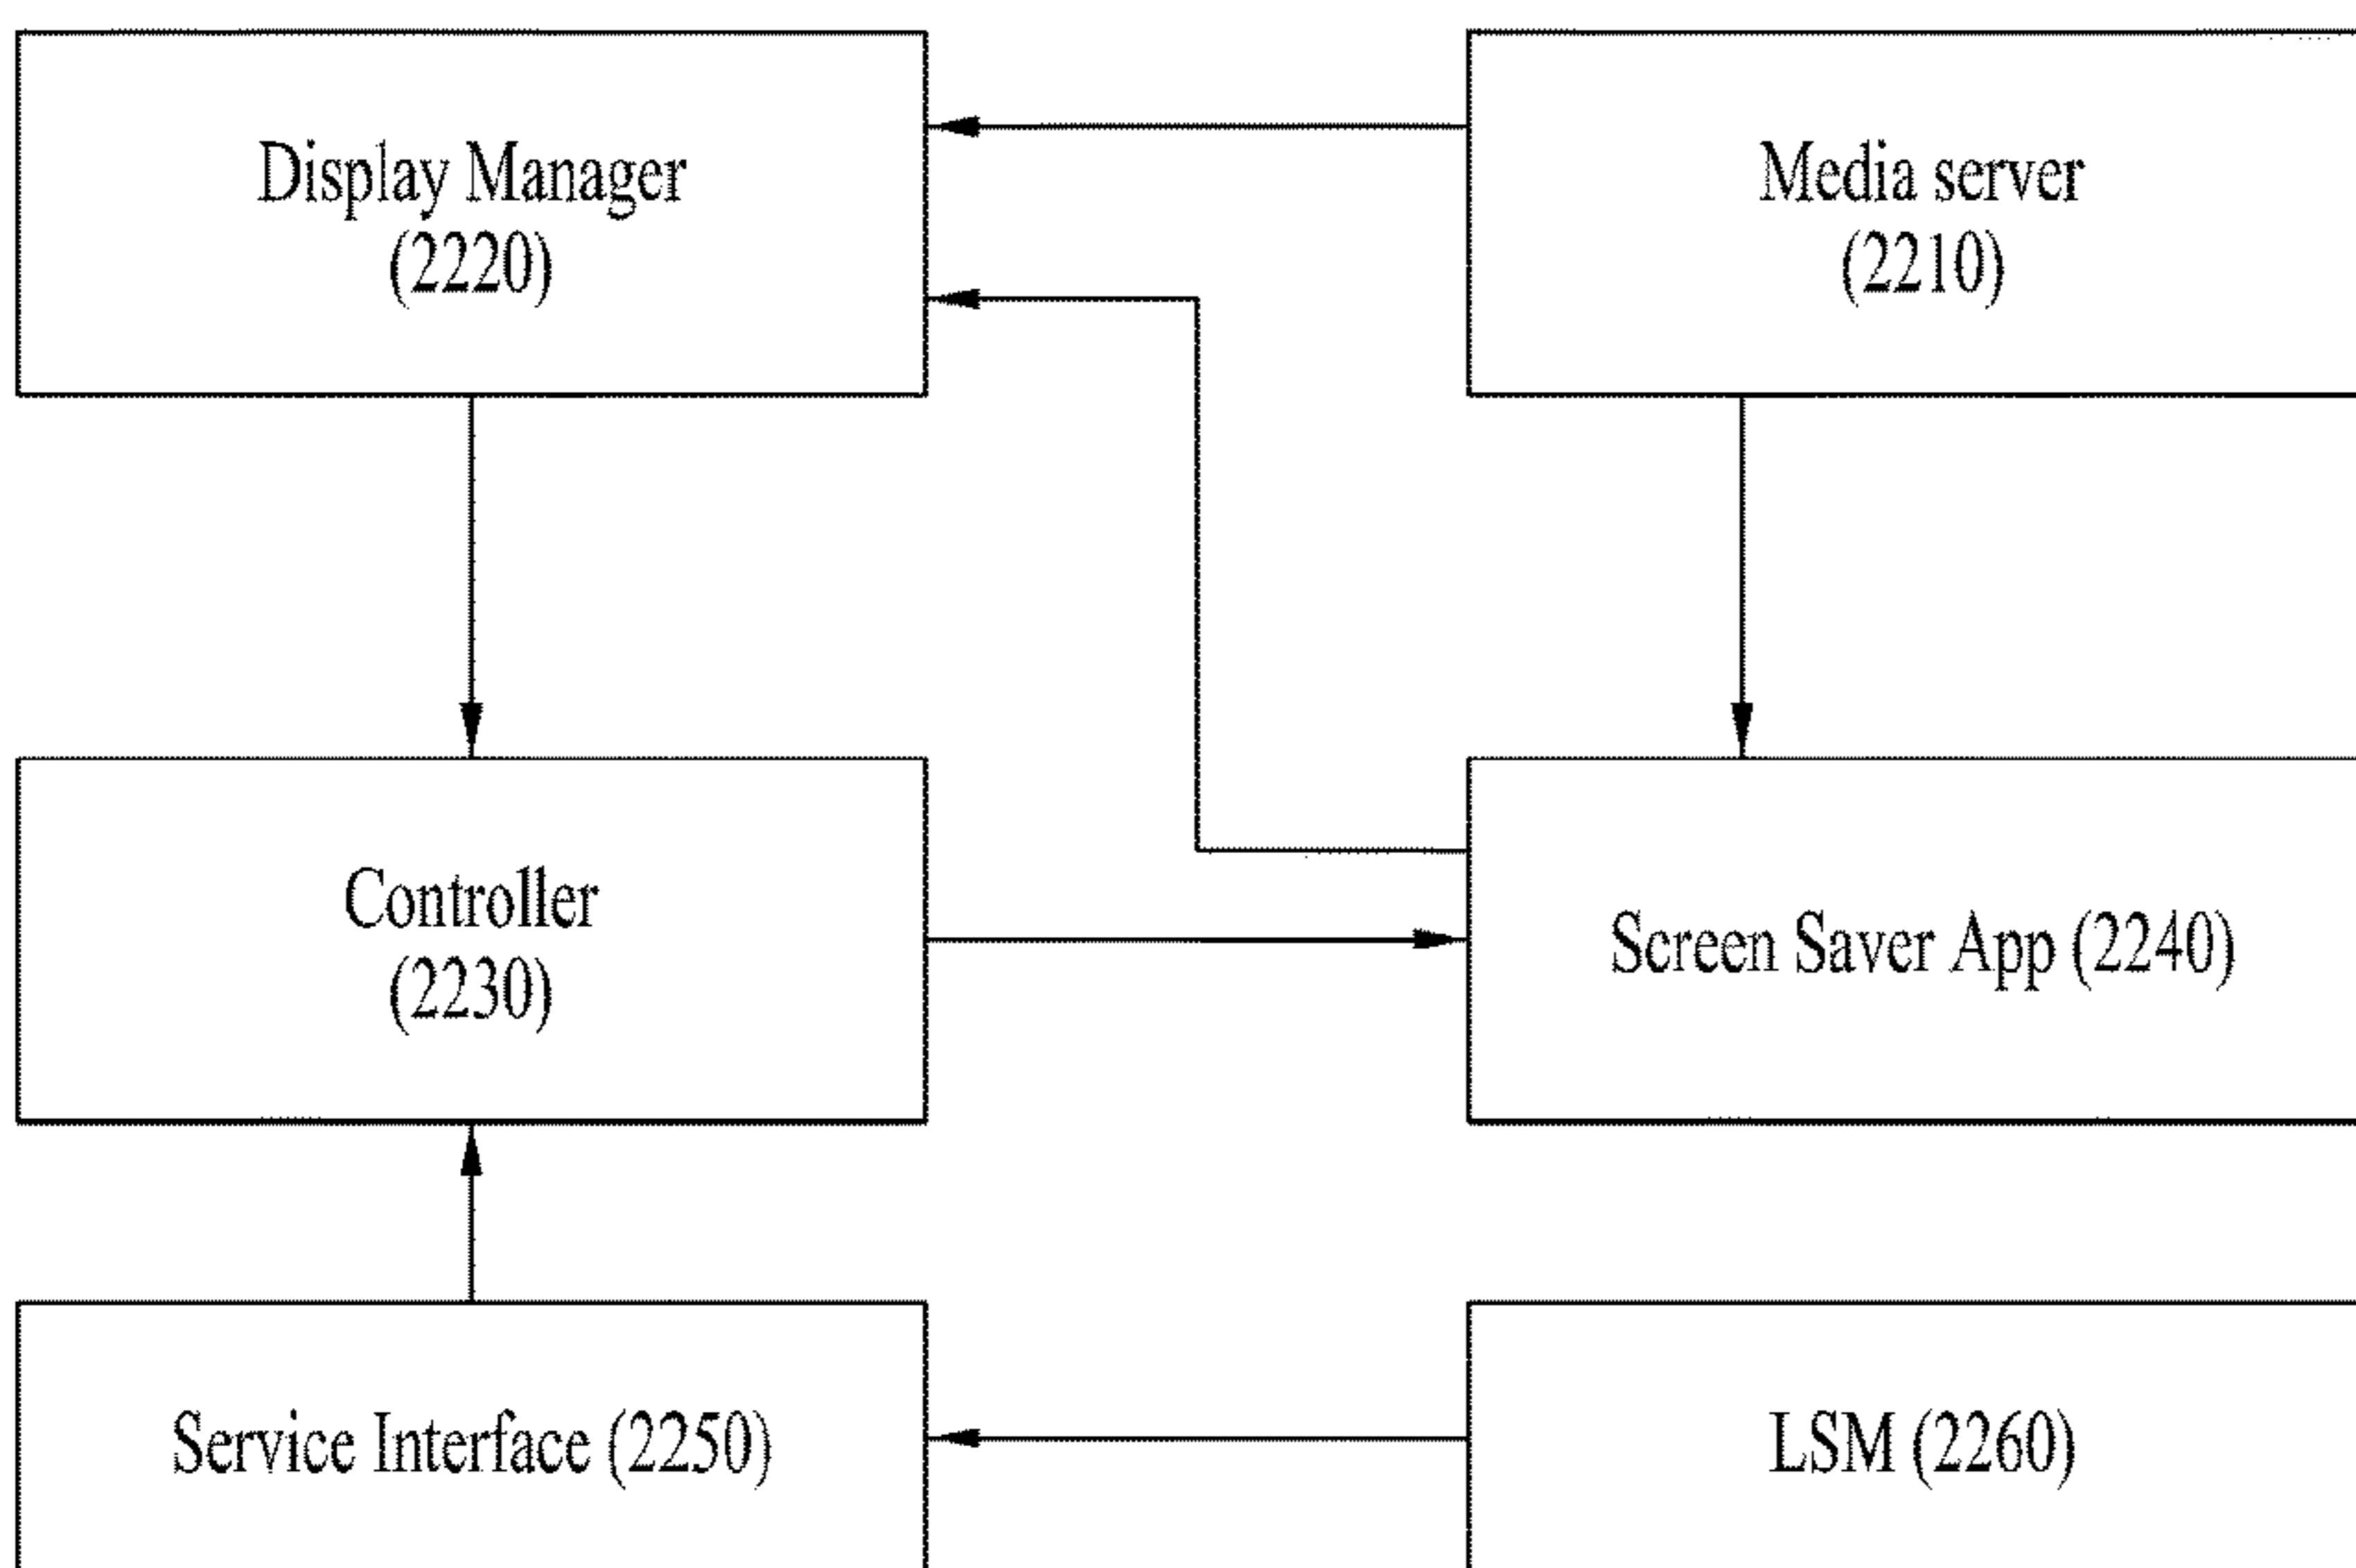 Display Manager
(2220)
Media server
(2210)
Controller
(2230)
Screen Saver App (2240)
Service Interface (2250)
LSM (2260)